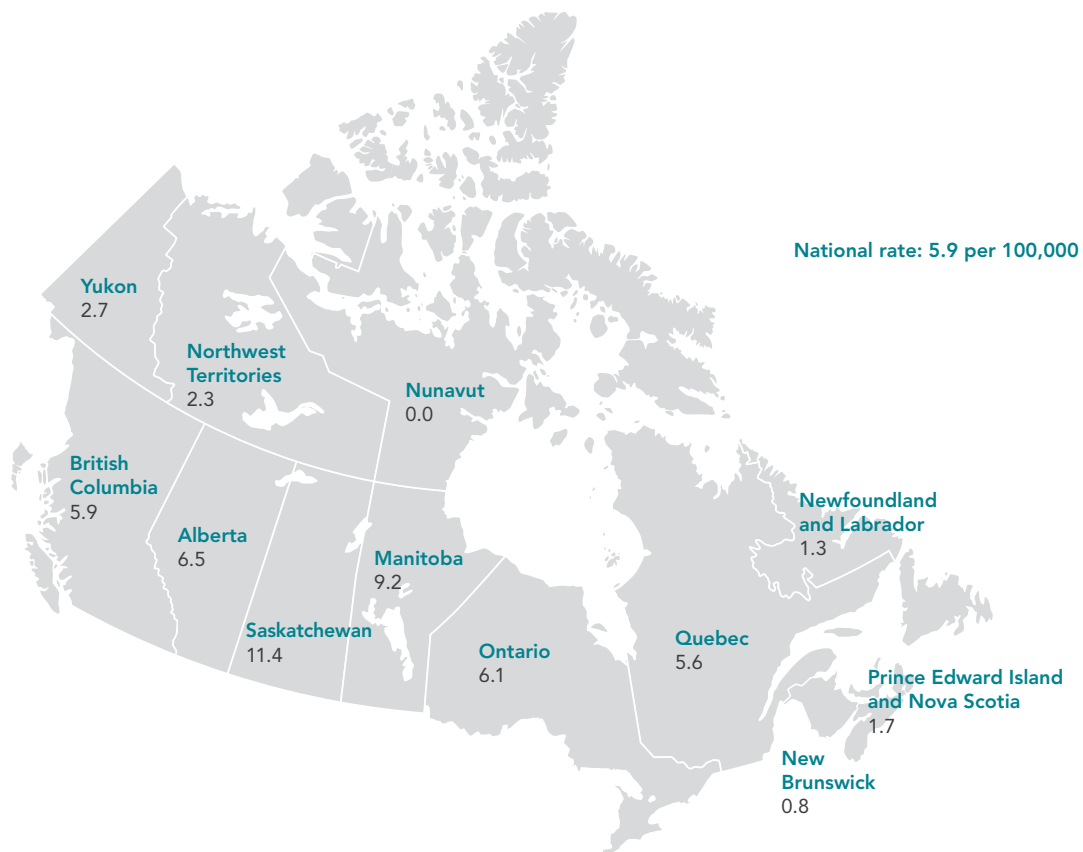 National rate: 5.9 per 100,000
Yukon
2.7
Northwest
Territories
2.3
Nunavut
0.0
British
Columbia
5.9
Alberta
6.5
Saskatchewan
11.4
Manitoba
9.2
Ontario
6.1
Quebec
5.6
Newfoundland
and Labrador
1.3
Prince Edward Island
and Nova Scotia
1.7
New
Brunswick
0.8